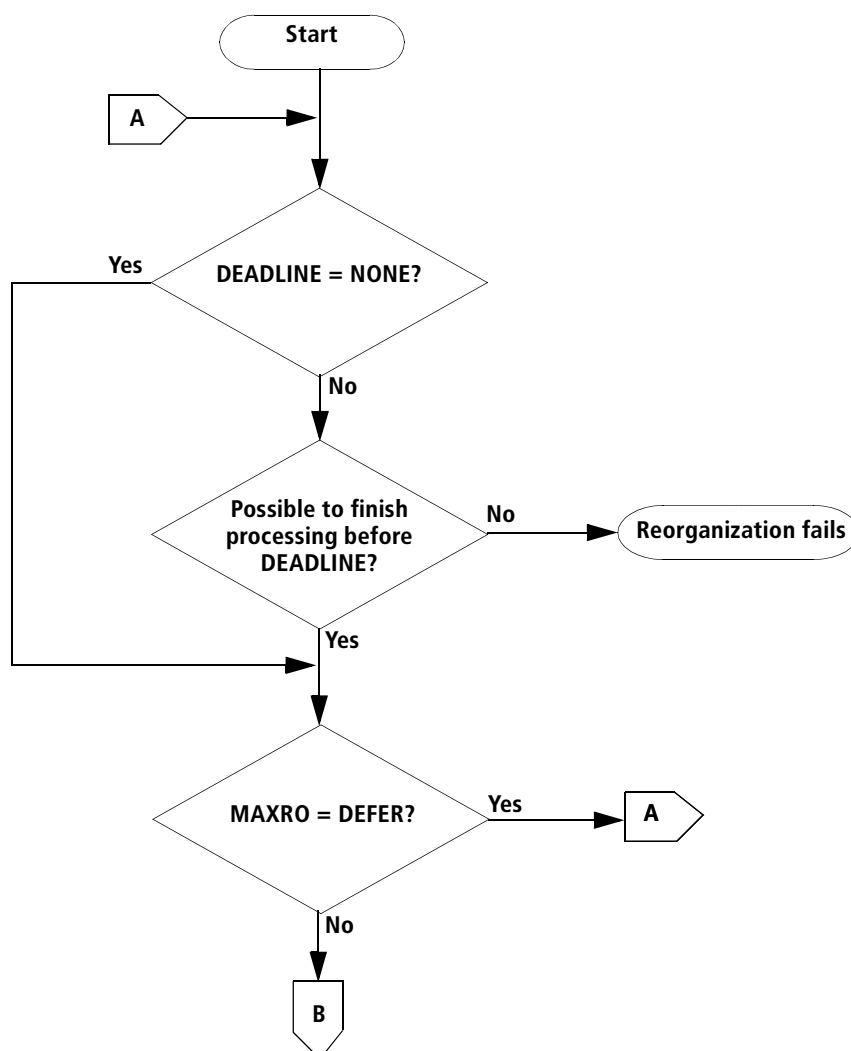 Start
A
Yes
DEADLINE = NONE?
No
Possible to finish
processing before
DEADLINE?
No
Reorganization fails
Yes
MAXRO = DEFER?
Yes
A
No
B